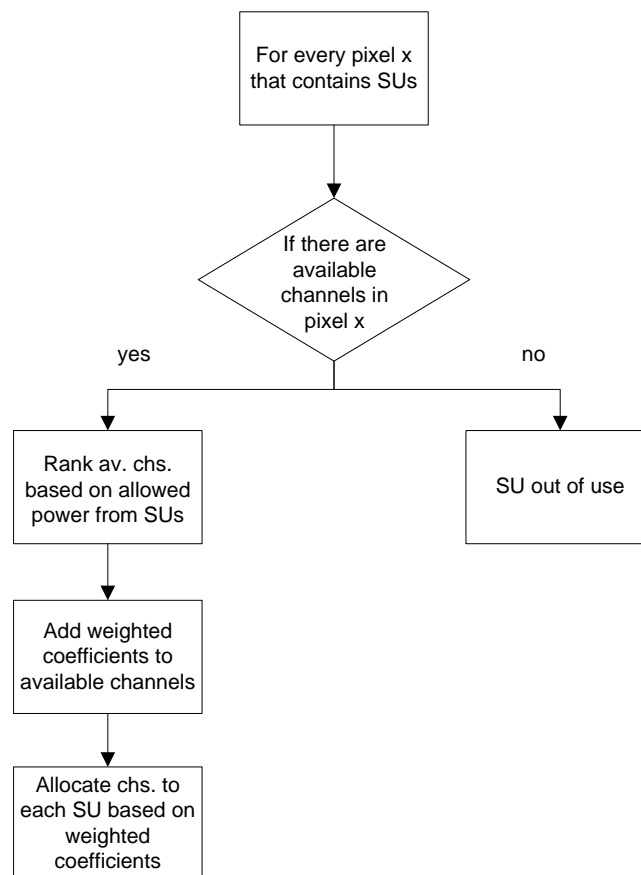 For every pixel x
that contains SUs
If there are
available
channels in
pixel x
yes
no
Rank av. chs.
based on allowed
power from SUs
SU out of use
Add weighted
coefficients to
available channels
Allocate chs. to
each SU based on
weighted
coefficients